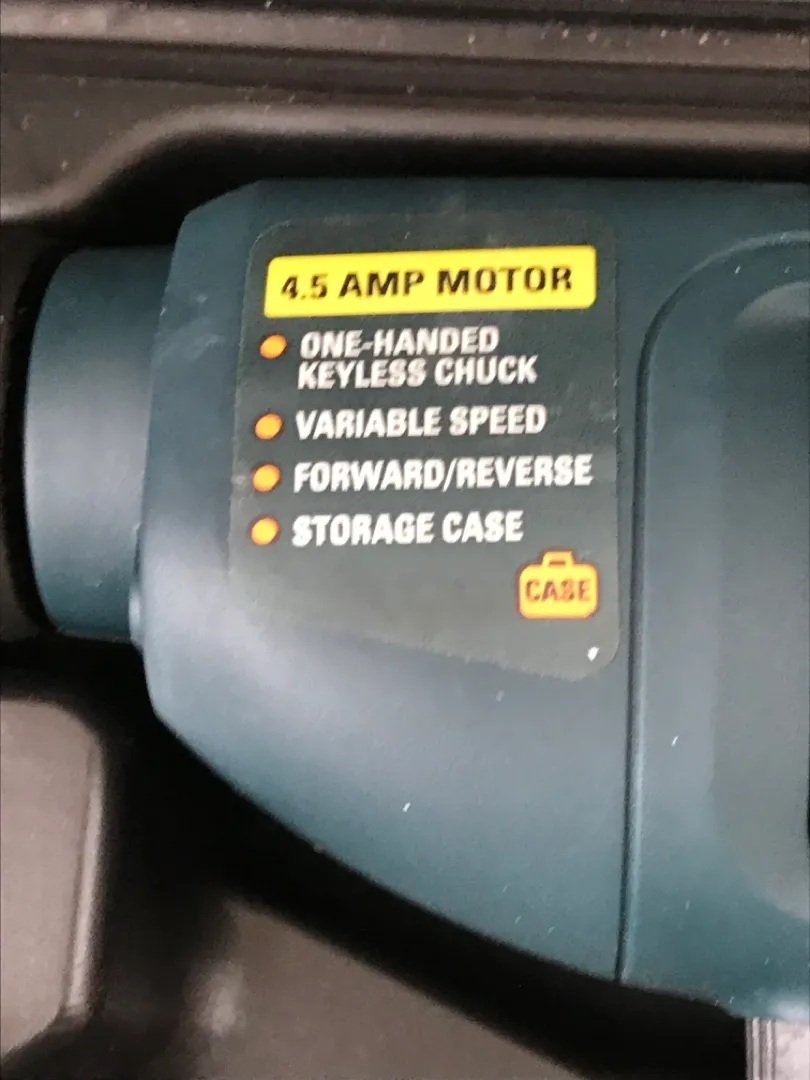 4.5 AMP MOTOR
ONE-HANDED
KEYLESS CHUCK
VARIABLE SPEED
FORWARD/REVERSE
STORAGE CASE
CASE